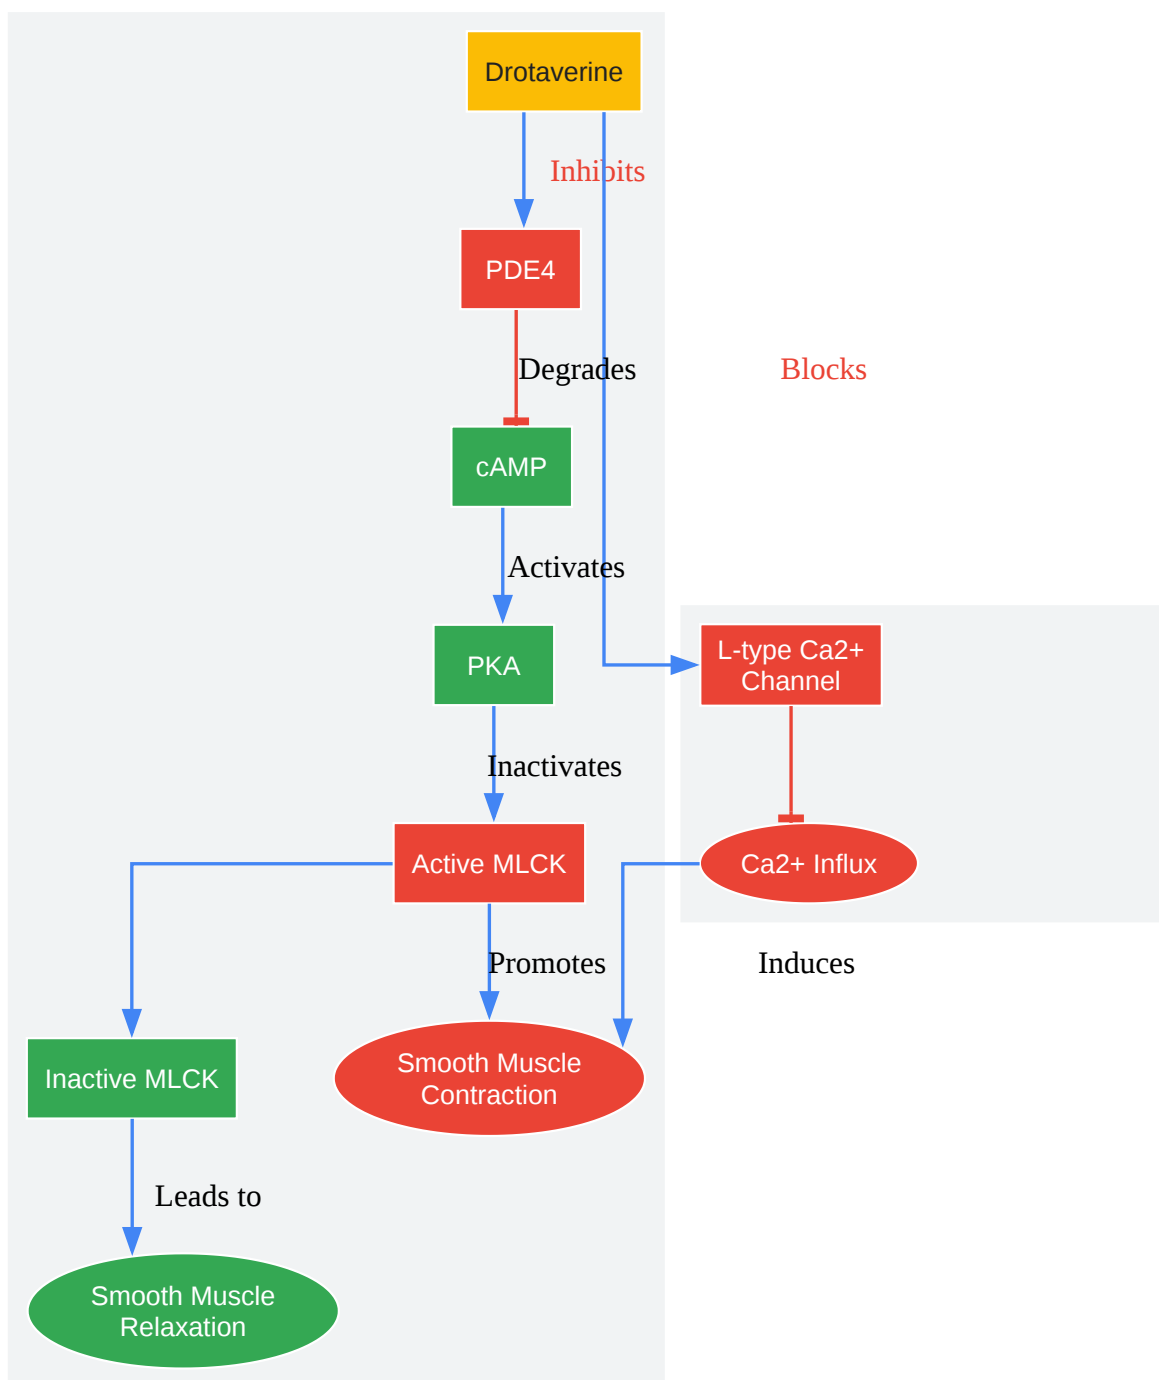 Drotaverine
Inhibits
PDE4
Degrades
Blocks
cAMP
Activates
PKA
L-type Ca2+
Channel
Inactivates
Active MLCK
Ca2+ Influx
Promotes
Induces
Smooth Muscle
Contraction
Inactive MLCK
Leads to
Smooth Muscle
Relaxation